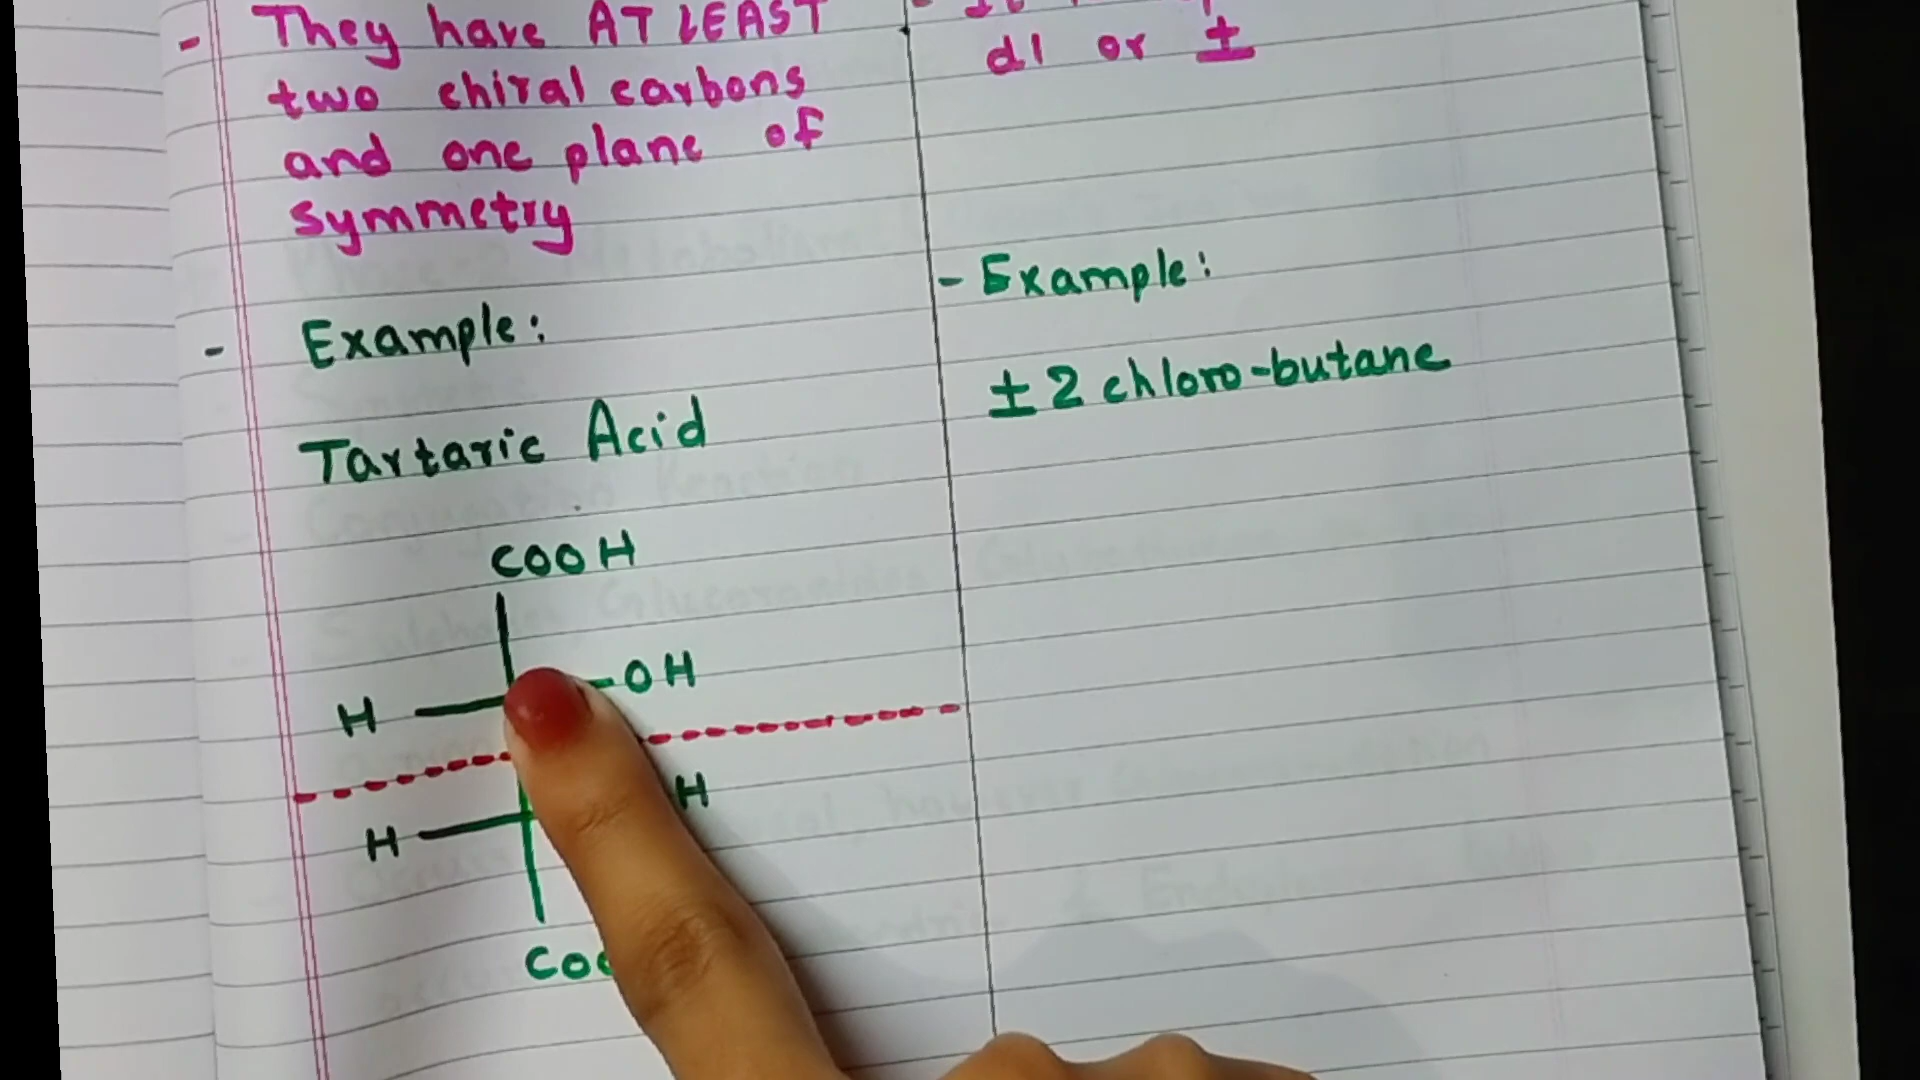 - They have AT LEAST
two chiral carbons
and one plane of
symmetry
- Example:
Tartaric Acid
COOH
H OH
H H
COO
dl or ±
- Example:
± 2 chloro-butane